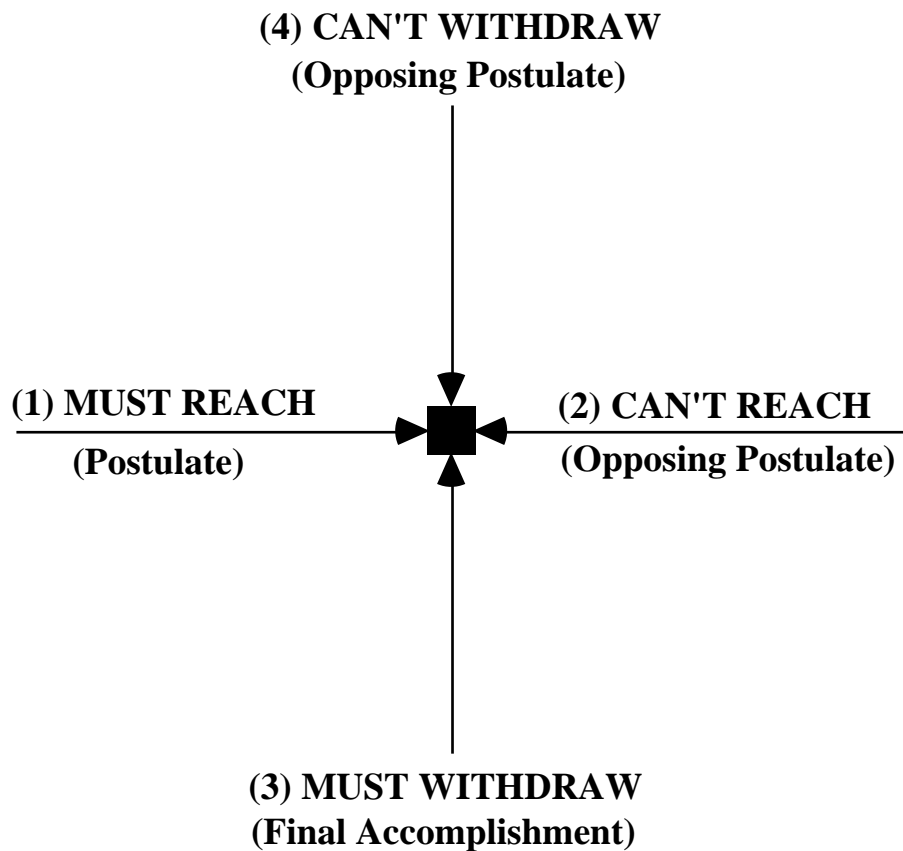 (4) CAN'T WITHDRAW
(Opposing Postulate)
(1) MUST REACH
(Postulate)
(2) CAN'T REACH
(Opposing Postulate)
(3) MUST WITHDRAW
(Final Accomplishment)